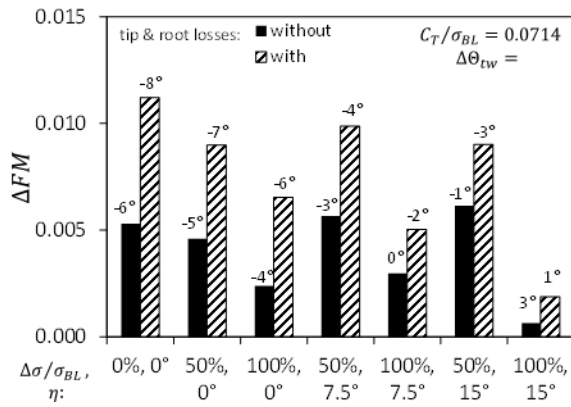 tip & root losses: ■ without
with
C_T/σ_BL = 0.0714
ΔΘ_tw =
ΔFM
0.015
0.010
0.005
0.000
-6° -8°
-5° -7°
-4° -6°
-3° -4°
0° -2°
-1° -3°
3° 1°
Δσ/σ_BL, 0%, 0° 50%, 100%, 50%, 100%, 50%, 100%,
η: 0° 0° 7.5° 7.5° 15° 15°